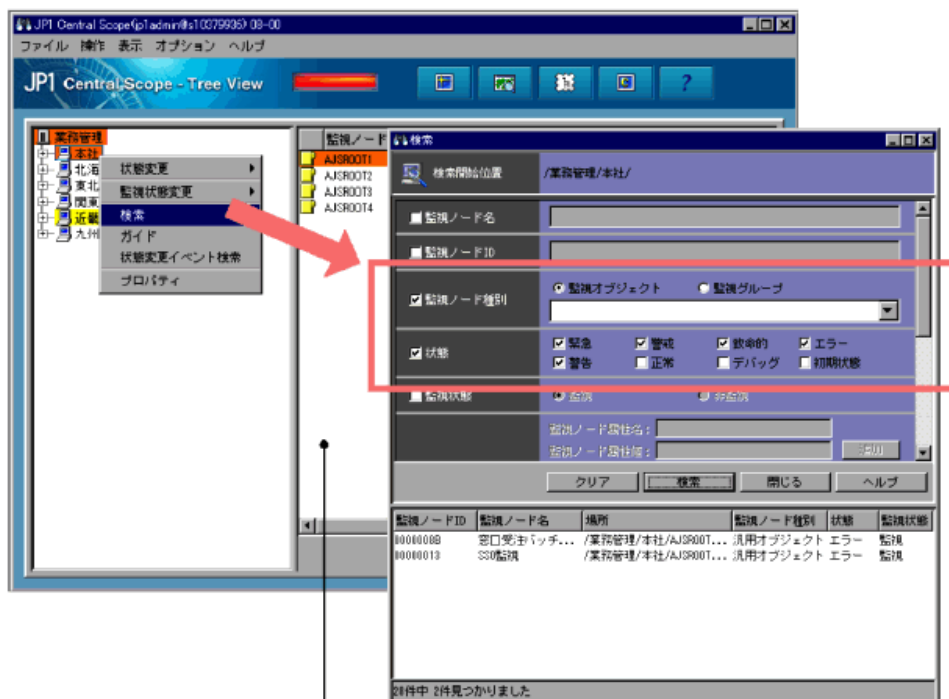 JP1 Central Scope(jp1admin@s10379936) 08-00
ファイル 操作 表示 オプション ヘルプ
JP1 Central Scope - Tree View
?
業務管理
本社
北海
東北
関東
近畿
九州
状態変更
監視状態変更
検索
ガイド
状態変更イベント検索
プロパティ
監視ノード
AJSROOT1
AJSROOT2
AJSROOT3
AJSROOT4
検索
検索開始位置 /業務管理/本社/
監視ノード名
監視ノードID
監視ノード種別 監視オブジェクト 監視グループ
状態 緊急 警戒 致命的 エラー
警告 正常 デバッグ 初期状態
監視状態 監視 非監視
監視ノード属性名:
監視ノード属性値: 追加
クリア 検索 閉じる ヘルプ
監視ノードID 監視ノード名 場所 監視ノード種別 状態 監視状態
0000000B 窓口受注バッチ... /業務管理/本社/AJSROOT... 汎用オブジェクト エラー 監視
00000013 SSO監視 /業務管理/本社/AJSROOT... 汎用オブジェクト エラー 監視
20件中 2件見つかりました